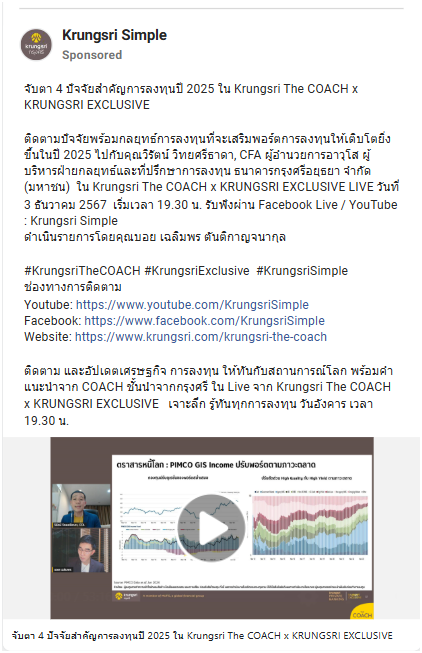 Krungsri Simple
Sponsored
krungsri
กรุงศรี
จับตา 4 ปัจจัยสำคัญการลงทุนปี 2025 ใน Krungsri The COACH x
KRUNGSRI EXCLUSIVE
ติดตามปัจจัยพร้อมกลยุทธ์การลงทุนที่จะเสริมพอร์ตการลงทุนให้เติบโตยิ่ง
ขึ้นในปี 2025 ไปกับคุณวิรัตน์ วิทยศรีธาดา, CFA ผู้อำนวยการอาวุโส ผู้
บริหารฝ่ายกลยุทธ์และที่ปรึกษาการลงทุน ธนาคารกรุงศรีอยุธยา จำกัด
(มหาชน) ใน Krungsri The COACH x KRUNGSRI EXCLUSIVE LIVE วันที่
3 ธันวาคม 2567 เริ่มเวลา 19.30 น. รับฟังผ่าน Facebook Live / YouTube
: Krungsri Simple
ดำเนินรายการโดยคุณบอย เฉลิมพร ตันติกาญจนากุล
#KrungsriTheCOACH #KrungsriExclusive #KrungsriSimple
ช่องทางการติดตาม
Youtube: https://www.youtube.com/KrungsriSimple
Facebook: https://www.facebook.com/KrungsriSimple
Website: https://www.krungsri.com/krungsri-the-coach
ติดตาม และอัปเดตเศรษฐกิจ การลงทุน ให้ทันกับสถานการณ์โลก พร้อมคำ
แนะนำจาก COACH ชั้นนำจากกรุงศรี ใน Live จาก Krungsri The COACH
x KRUNGSRI EXCLUSIVE เจาะลึก รู้ทันทุกการลงทุน วันอังคาร เวลา
19.30 น.
ตราสารหนี้โลก : PIMCO GIS Income ปรับพอร์ตตามภาวะตลาด
krungsri
COACH
จับตา 4 ปัจจัยสำคัญการลงทุนปี 2025 ใน Krungsri The COACH x KRUNGSRI EXCLUSIVE